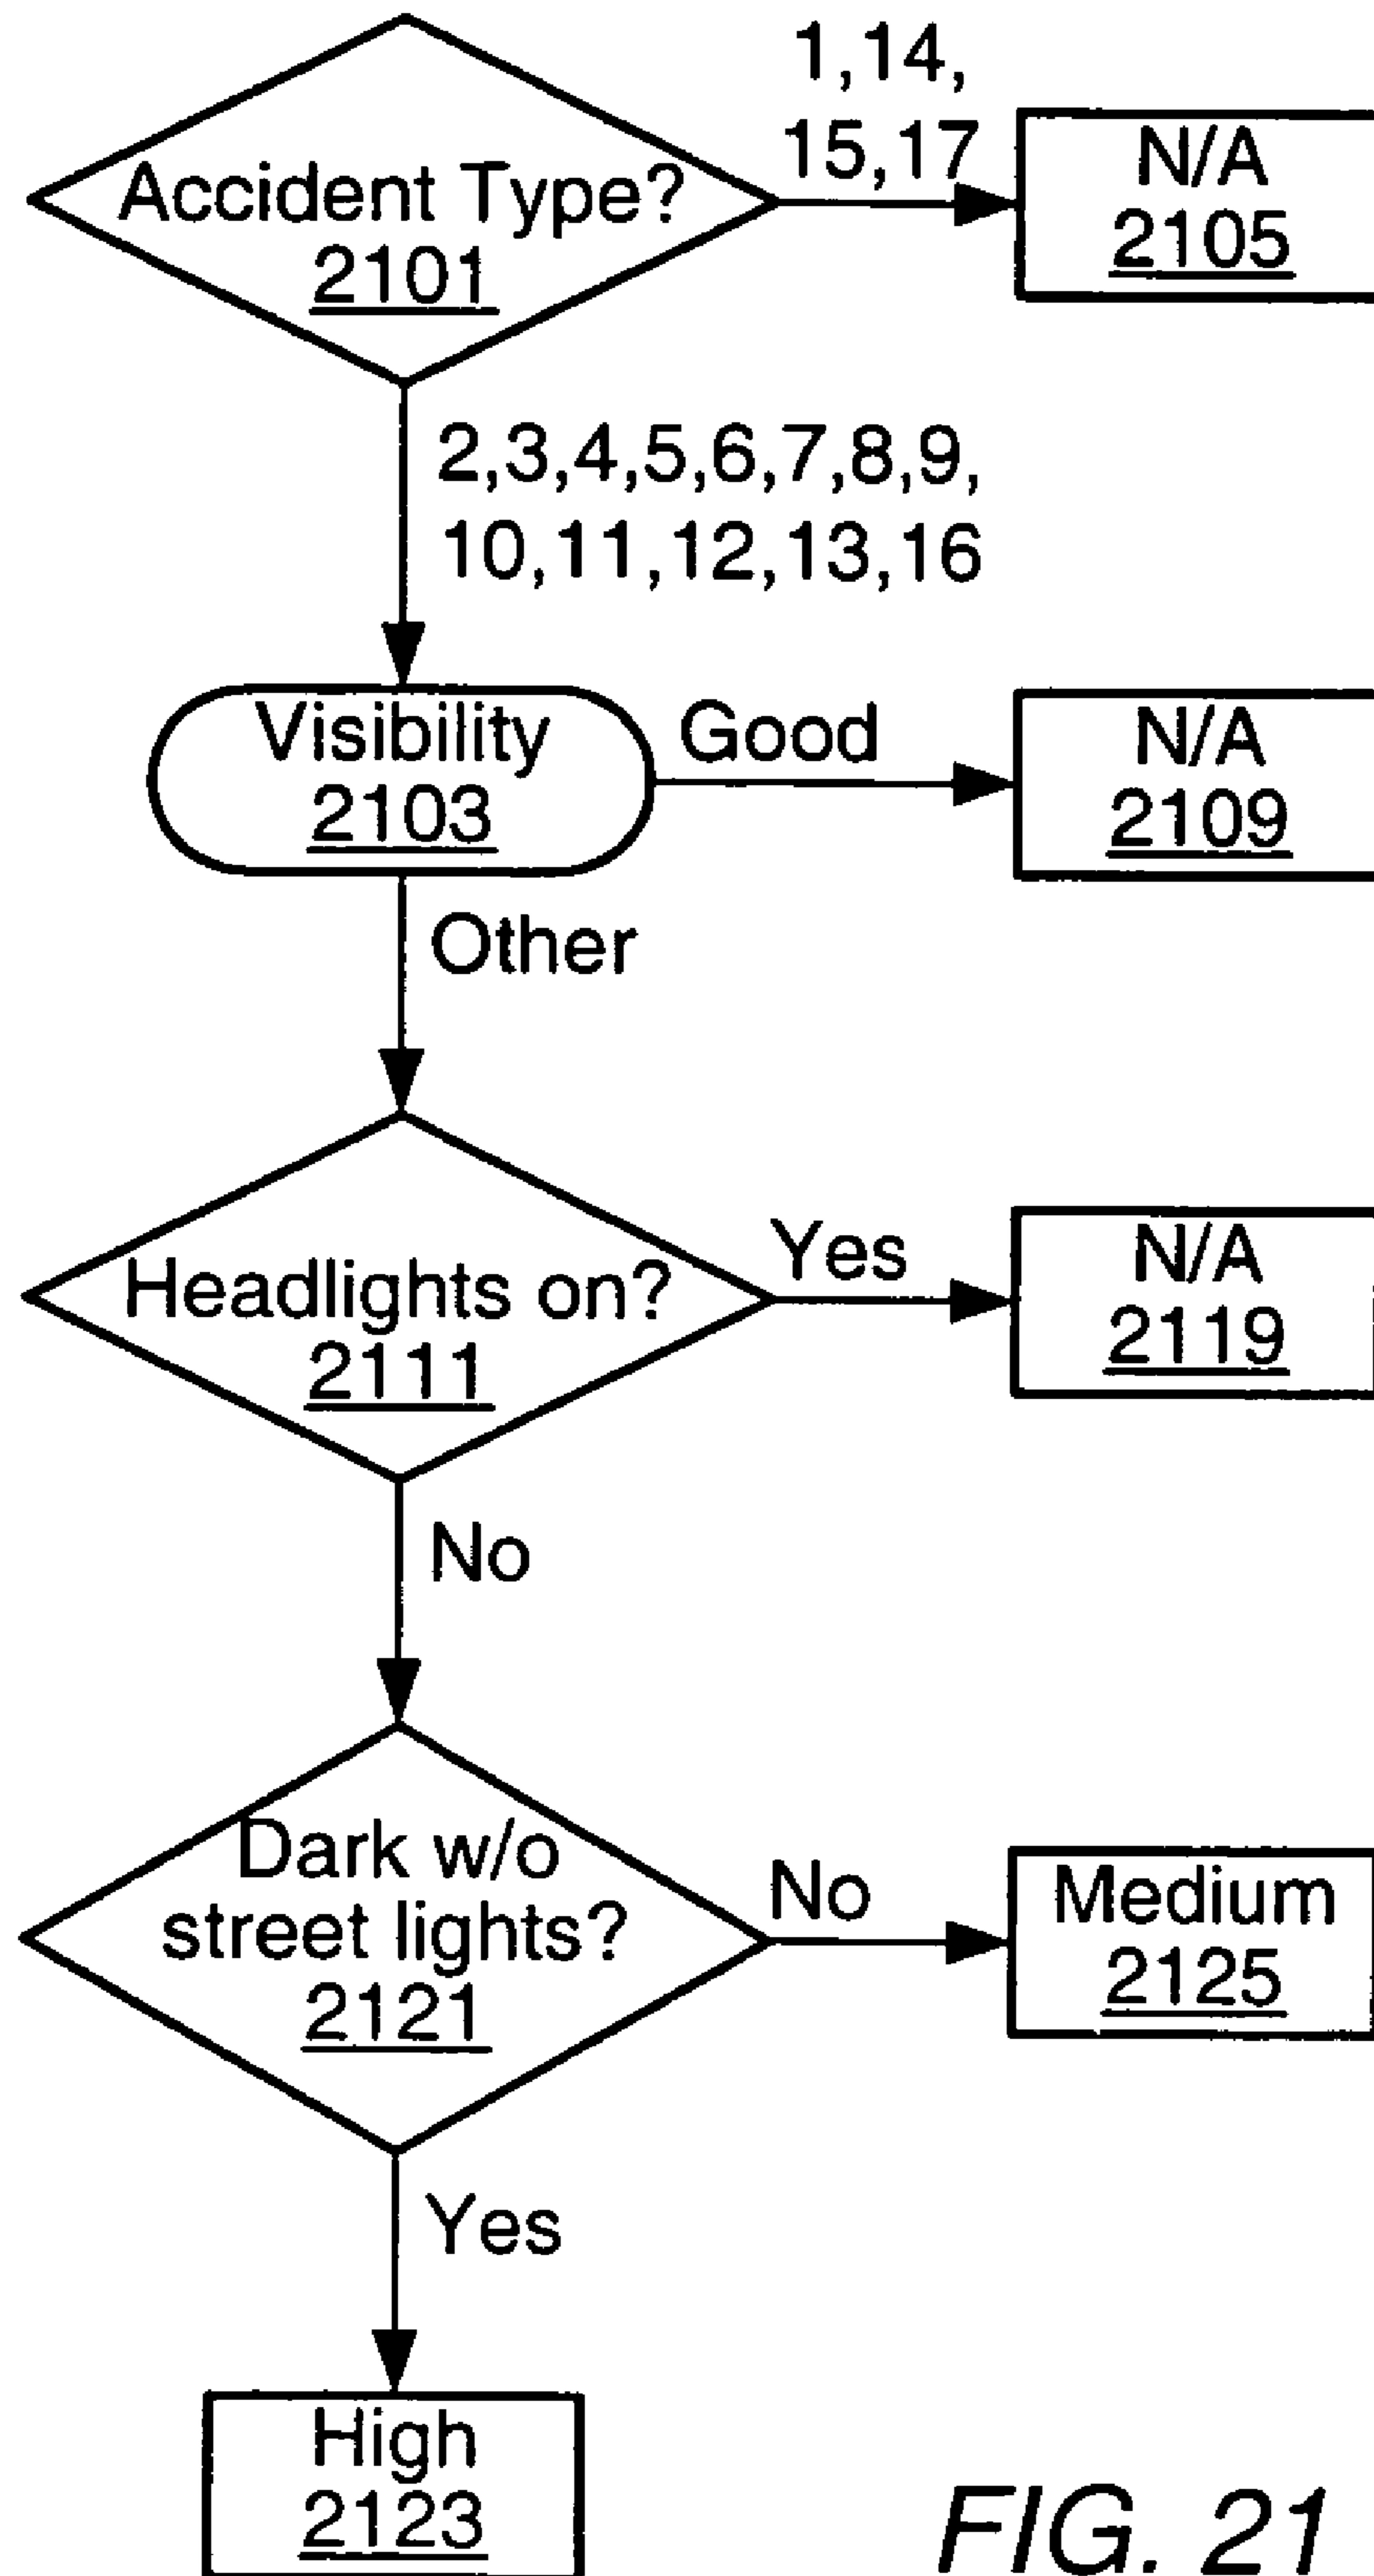 1,14,
15,17
N/A
2105
Accident Type?
2101
2,3,4,5,6,7,8,9,
10,11,12,13,16
Visibility
2103
Good
N/A
2109
Other
Headlights on?
2111
Yes
N/A
2119
No
Dark w/o
street lights?
2121
No
Medium
2125
Yes
High
2123
FIG. 21